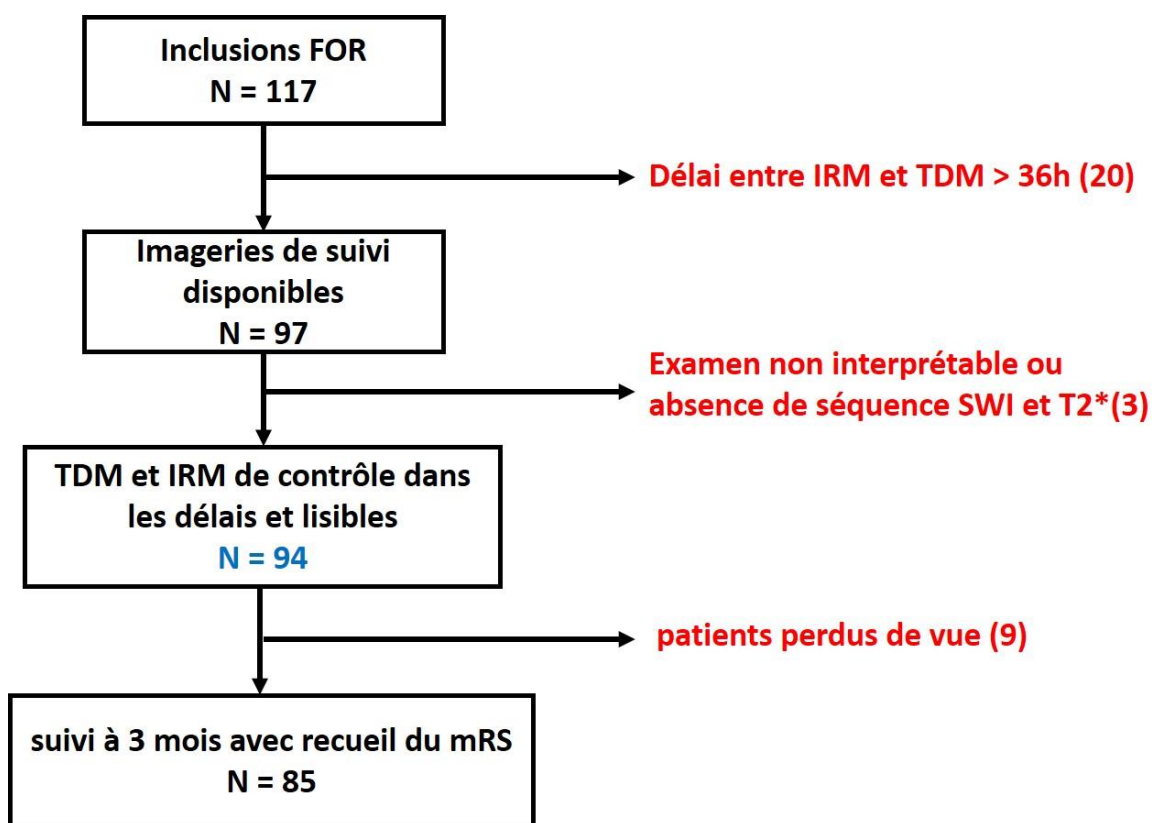 Inclusions FOR
N = 117
Délai entre IRM et TDM > 36h (20)
Imageries de suivi
disponibles
N = 97
Examen non interprétable ou
absence de séquence SWI et T2*(3)
TDM et IRM de contrôle dans
les délais et lisibles
N = 94
patients perdus de vue (9)
suivi à 3 mois avec recueil du mRS
N = 85